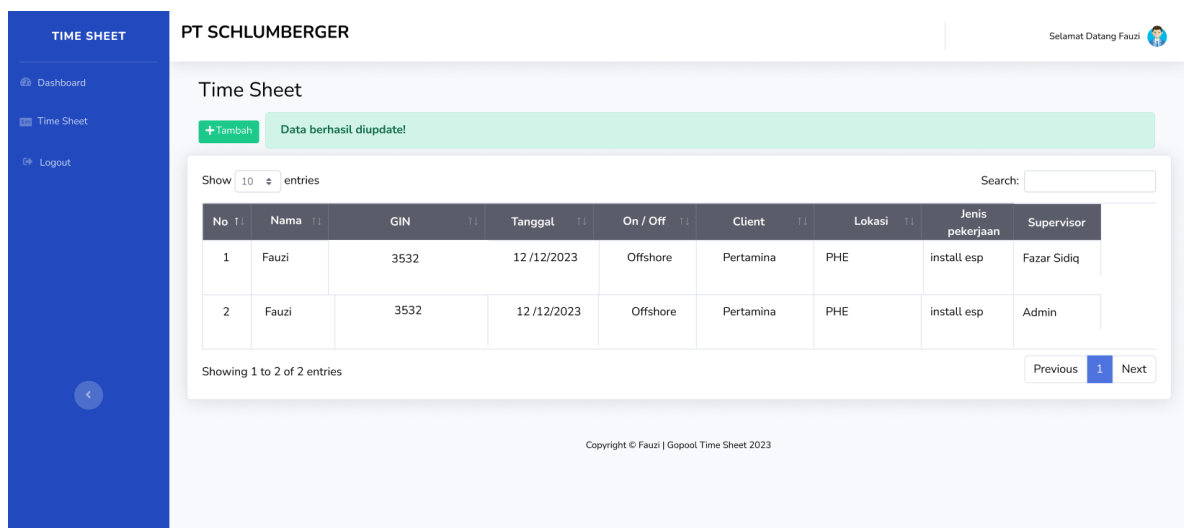 TIME SHEET
PT SCHLUMBERGER
Selamat Datang Fauzi
Dashboard
Time Sheet
Logout
Time Sheet
+Tambah
Data berhasil diupdate!
Show 10 entries
Search:
No Nama GIN Tanggal On / Off Client Lokasi Jenis pekerjaan Supervisor
1 Fauzi 3532 12 /12/2023 Offshore Pertamina PHE install esp Fazar Sidiq
2 Fauzi 3532 12 /12/2023 Offshore Pertamina PHE install esp Admin
Showing 1 to 2 of 2 entries
Previous 1 Next
Copyright © Fauzi | Gopool Time Sheet 2023